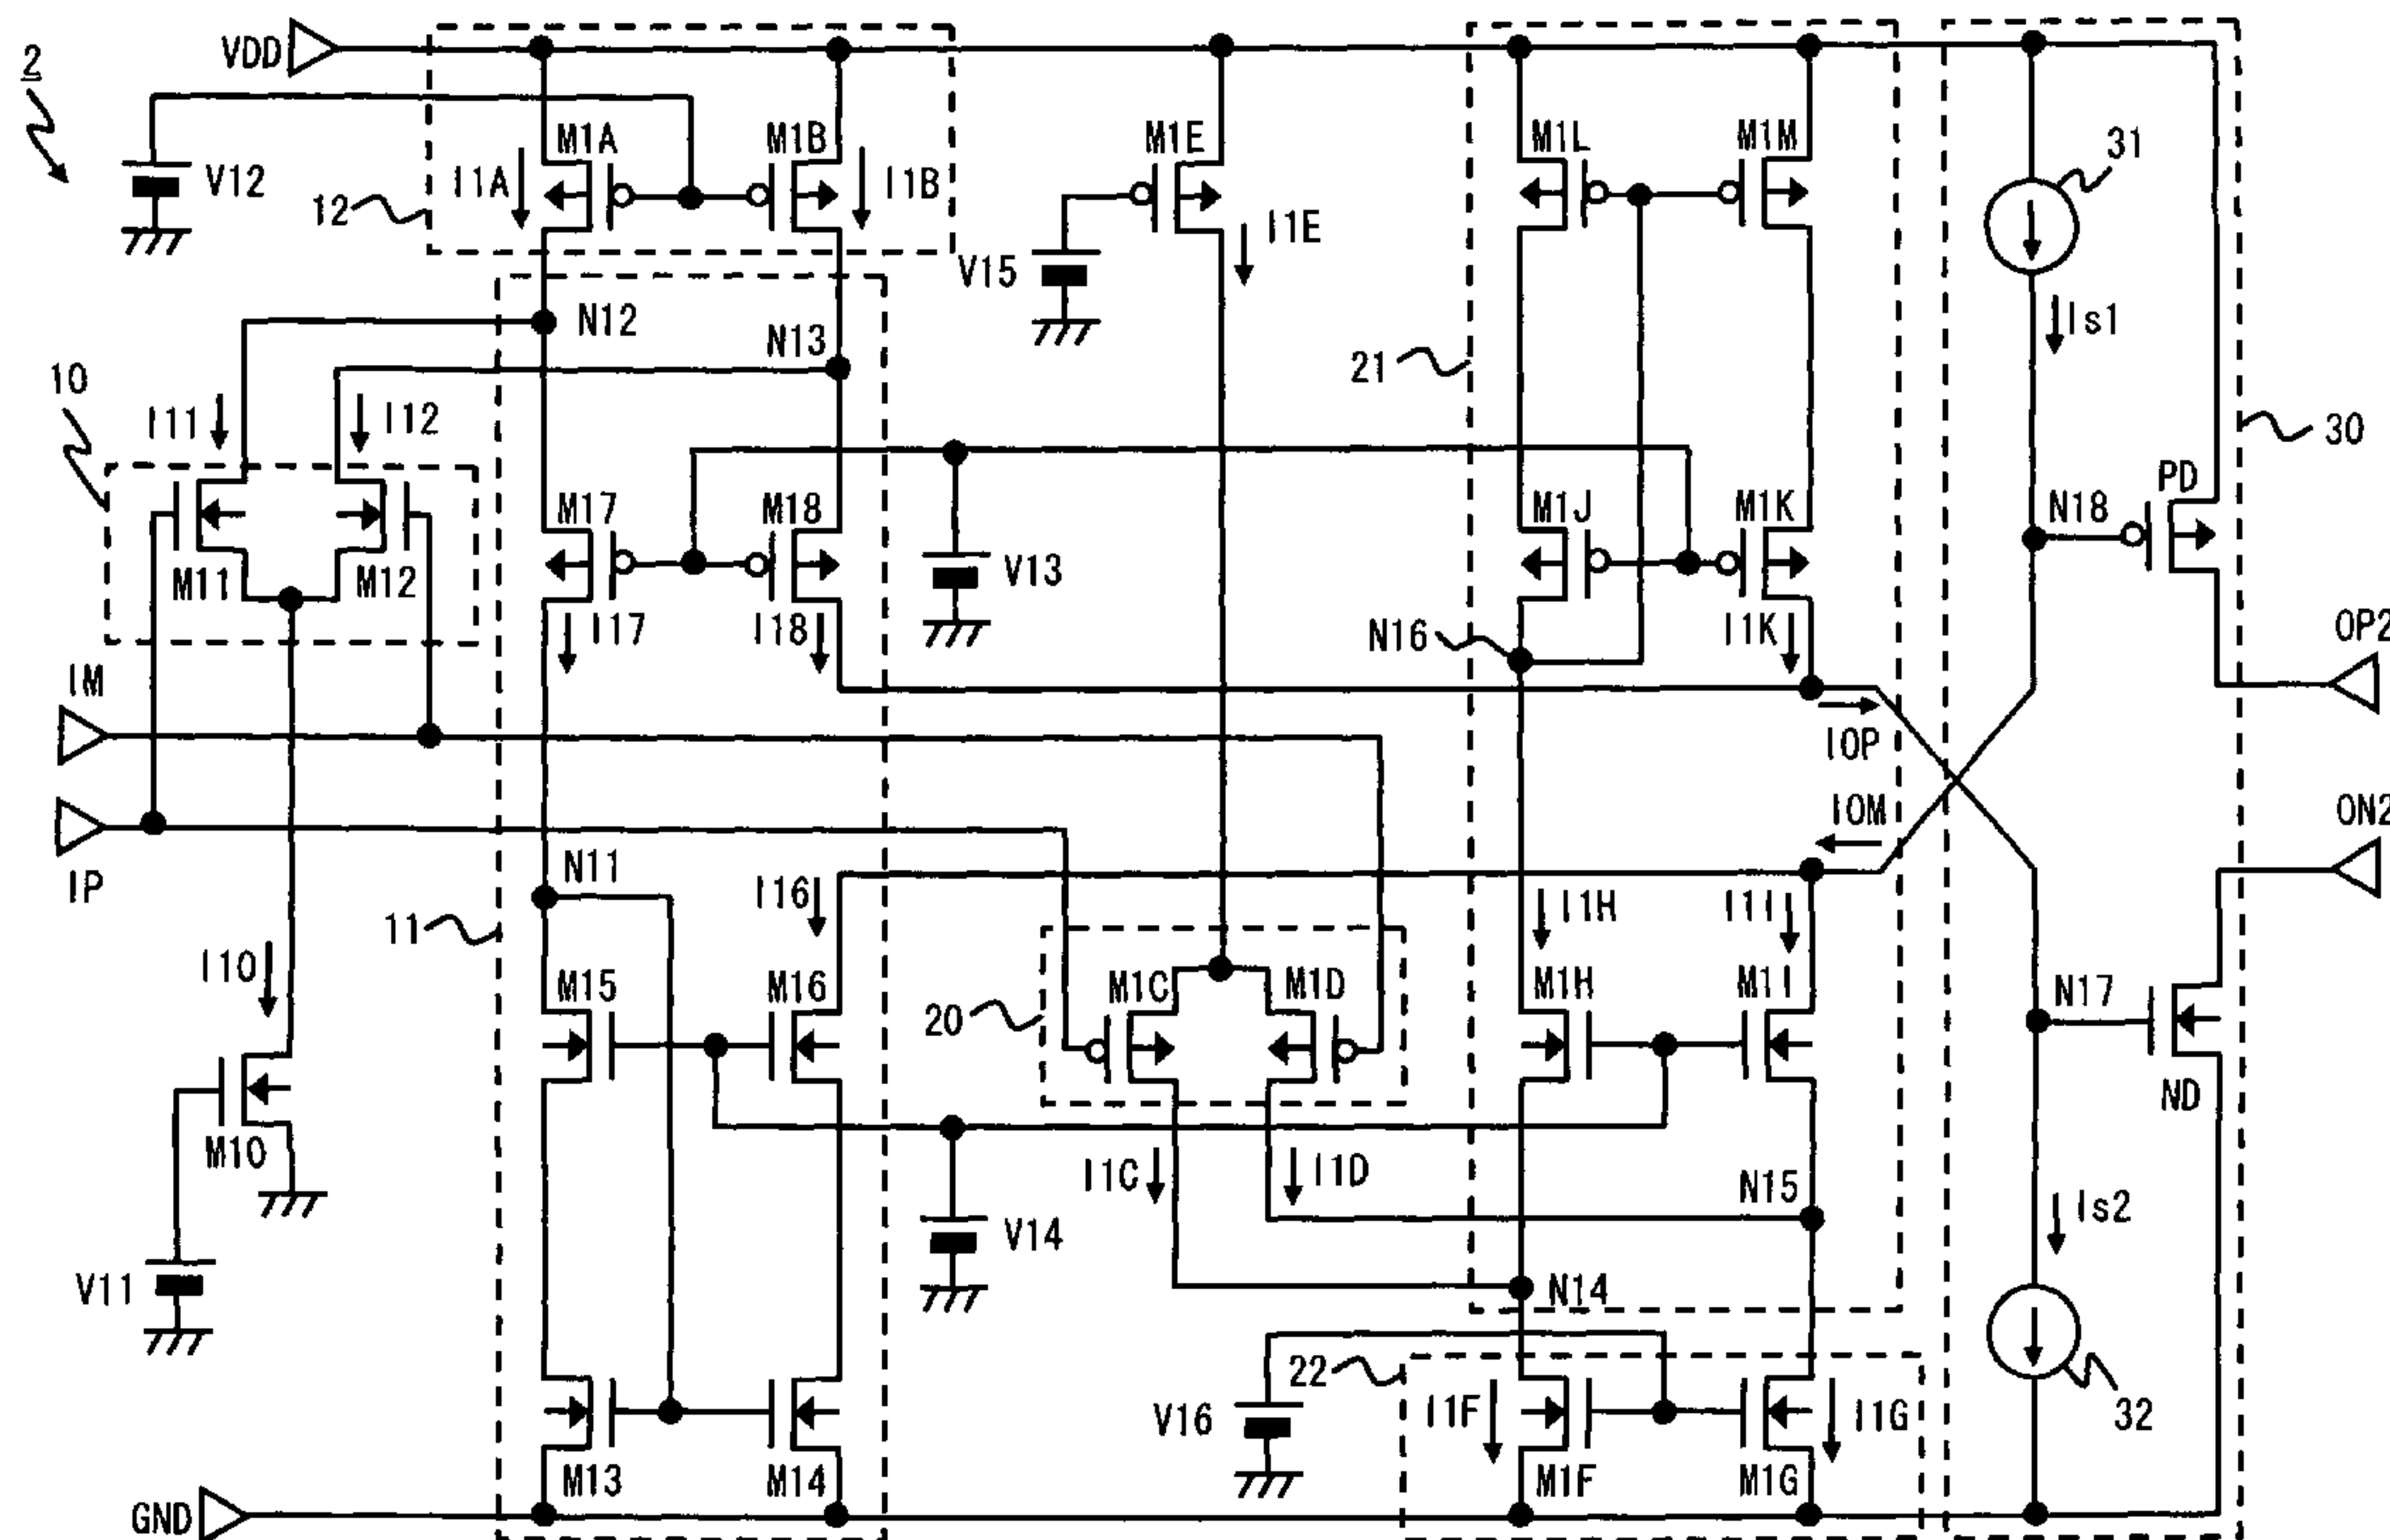 2
VDD
M1A
M1B
M1E
M1L
M1M
31
V12
I1A
I1B
12
I1E
V15
Is1
N12
N13
10
21
30
I11
I12
M17
M18
M1J
M1K
N18
PD
M11
M12
V13
I17
I18
N16
I1K
OP2
IM
IOP
IOM
ON2
IP
N11
I16
11
I1H
I1I
I10
M15
M16
M1C
M1D
M1H
M1I
N17
20
M10
ND
I1C
I1D
N15
Is2
V14
V11
N14
22
V16
I1F
I1G
32
M13
M14
M1F
M1G
GND